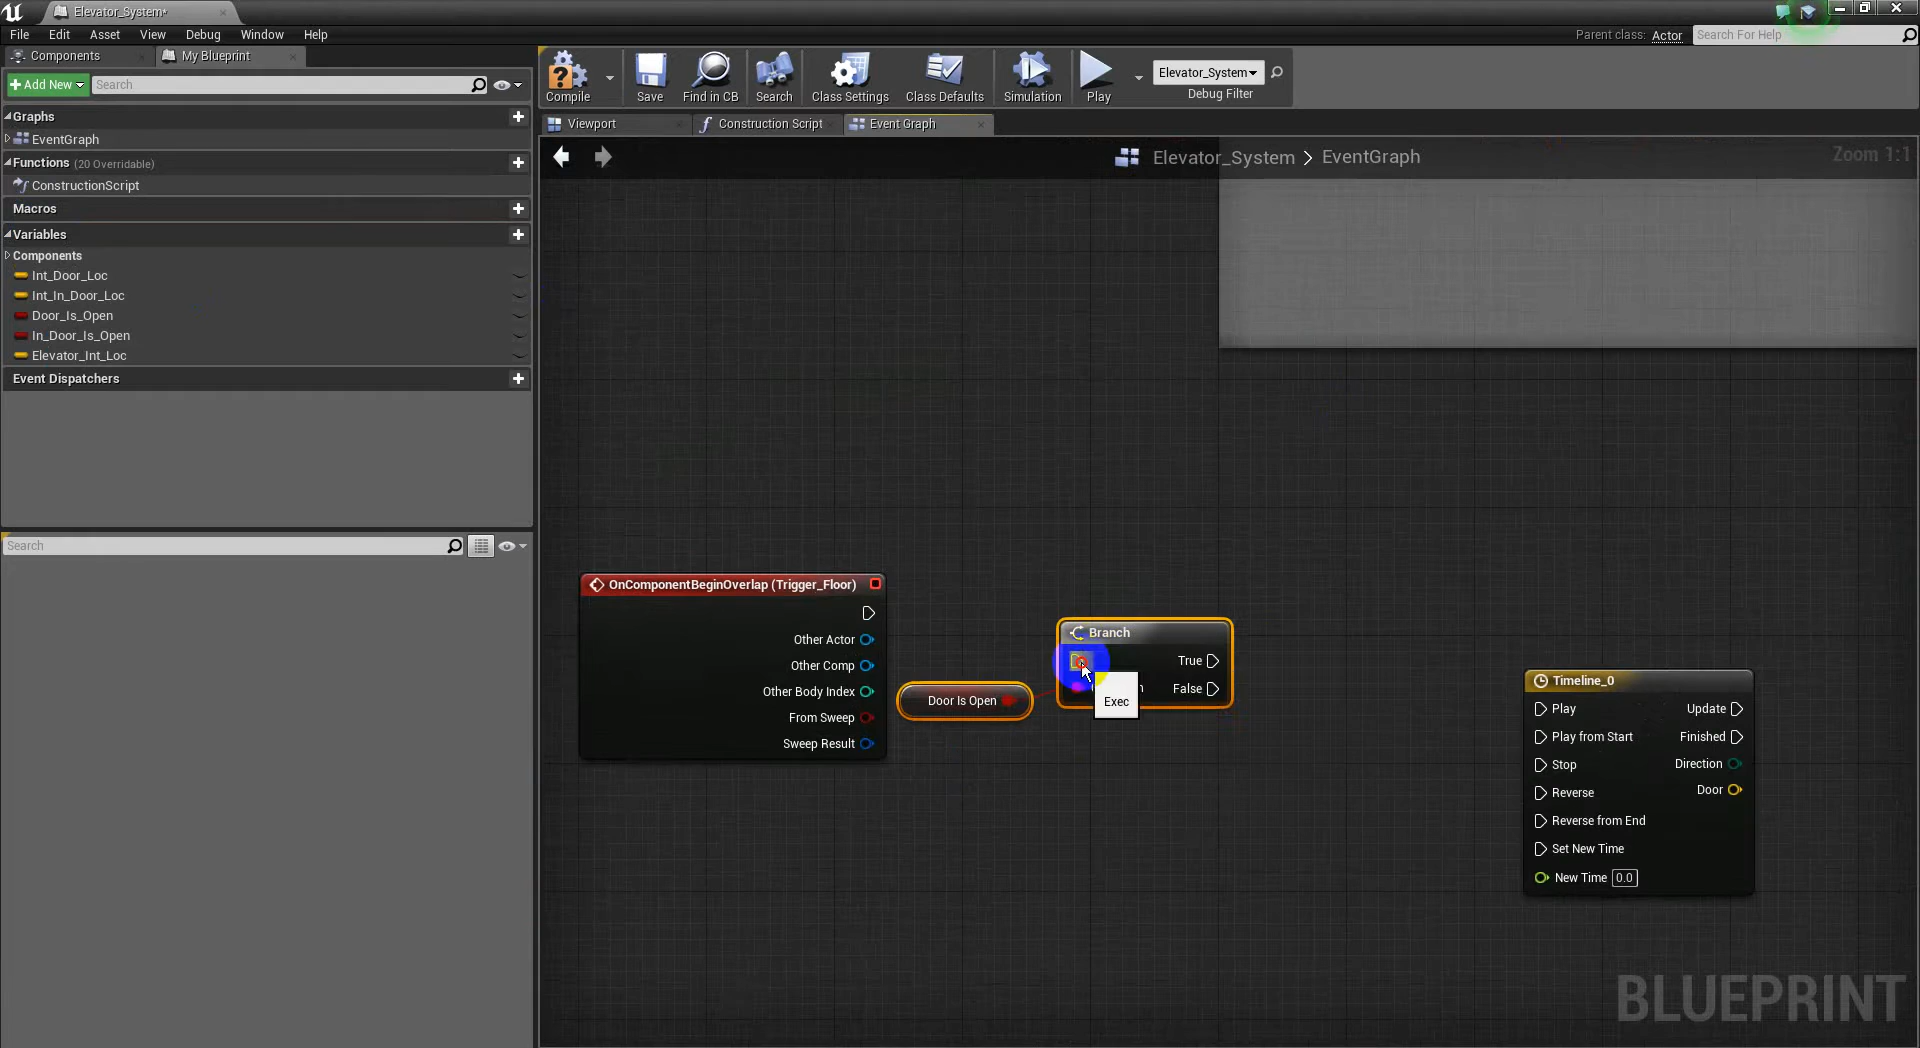 Elevator_System*
File Edit Asset View Debug Window Help
Parent class: Actor Search For Help
Components My Blueprint
+ Add New Search
Compile Save Find in CB Search Class Settings Class Defaults Simulation Play
Elevator_System
Debug Filter
Viewport Construction Script Event Graph
Elevator_System > EventGraph
Zoom 1:1
Graphs
EventGraph
Functions (20 Overridable)
ConstructionScript
Macros
Variables
Components
Int_Door_Loc
Int_In_Door_Loc
Door_Is_Open
In_Door_Is_Open
Elevator_Int_Loc
Event Dispatchers
Search
OnComponentBeginOverlap (Trigger_Floor)
Other Actor
Other Comp
Other Body Index
From Sweep
Sweep Result
Door Is Open
Branch
True
False
Exec
Timeline_0
Play Update
Play from Start Finished
Stop Direction
Reverse Door
Reverse from End
Set New Time
New Time 0.0
BLUEPRINT